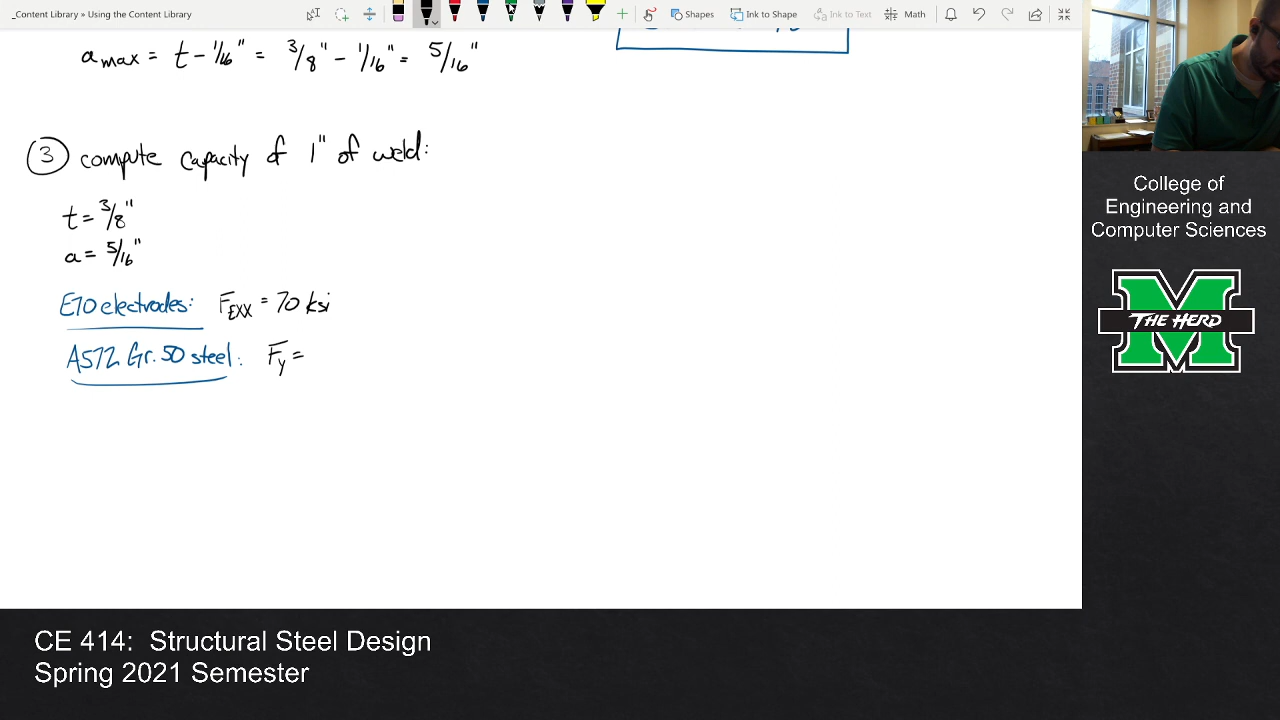 _Content Library » Using the Content Library
Shapes
Ink to Shape
Ink to Text
Math
a max = t - 1/16" = 3/8" - 1/16" = 5/16"
3 compute capacity of 1" of weld:
t = 3/8"
a = 5/16"
E70 electrodes: FEXX = 70 ksi
A572 Gr. 50 steel: Fy =
College of
Engineering and
Computer Sciences
THE HERD
CE 414: Structural Steel Design
Spring 2021 Semester